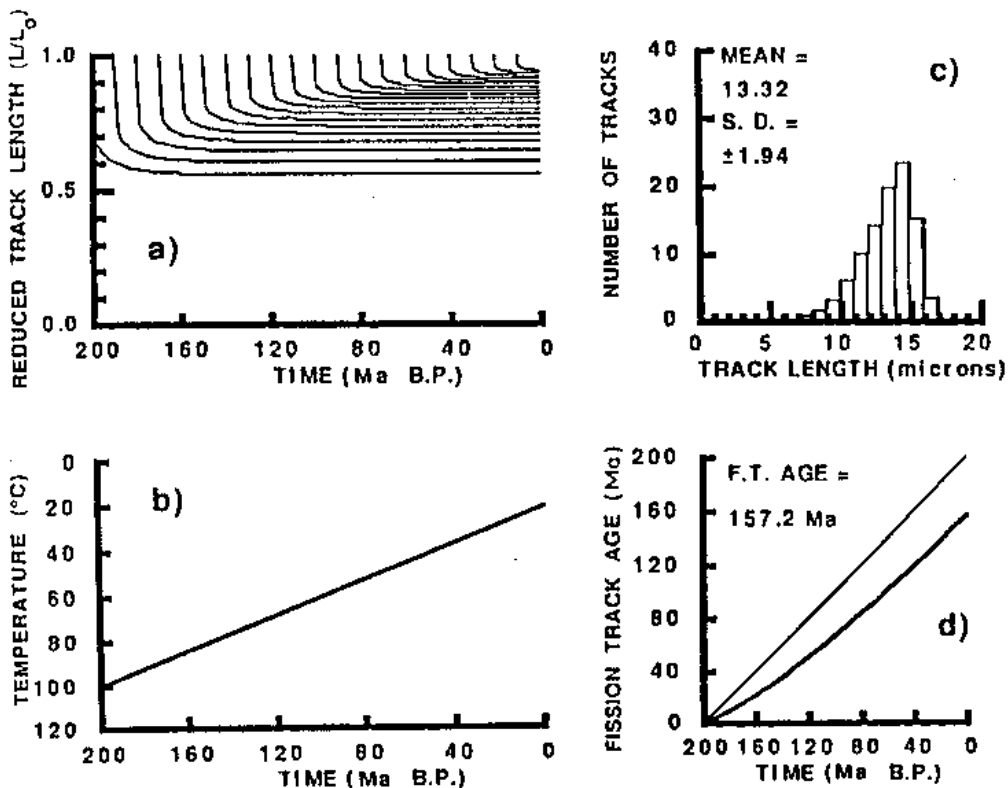 REDUCED TRACK LENGTH (L/L₀)
1.0
0.5
0.0
a)
200 160 120 80 40 0
TIME (Ma B.P.)
NUMBER OF TRACKS
40
30
20
10
0
MEAN =
13.32
S. D. =
±1.94
c)
0 5 10 15 20
TRACK LENGTH (microns)
TEMPERATURE (°C)
0
20
40
60
80
100
120
b)
200 160 120 80 40 0
TIME (Ma B.P.)
FISSION TRACK AGE (Ma)
200
160
120
80
40
0
F.T. AGE =
157.2 Ma
d)
200 160 120 80 40 0
TIME (Ma B.P.)